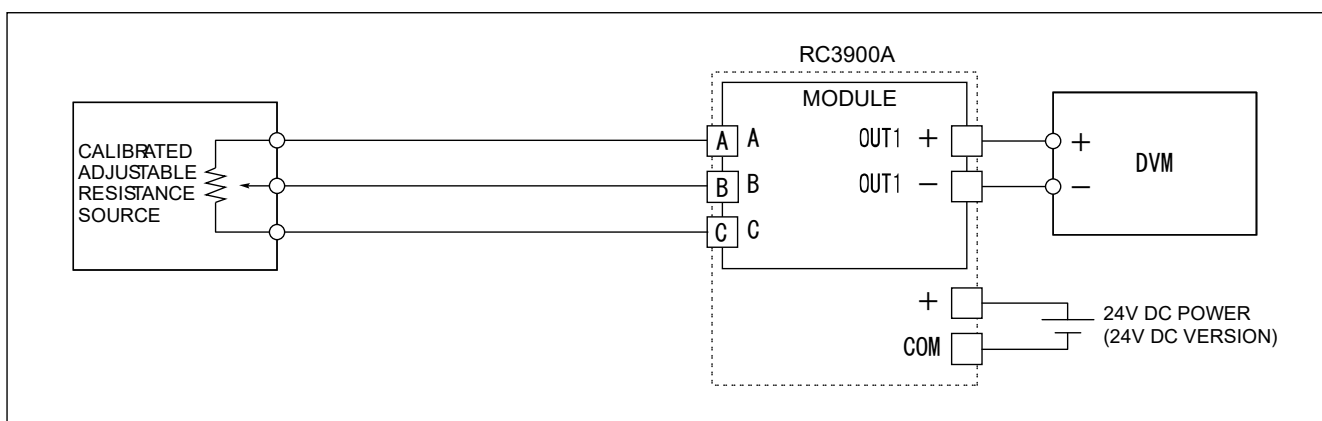 RC3900A
MODULE
CALIBRATED
ADJUSTABLE
RESISTANCE
SOURCE
A A
B B
C C
OUT1 +
OUT1 −
+
−
DVM
+
COM
24V DC POWER
(24V DC VERSION)